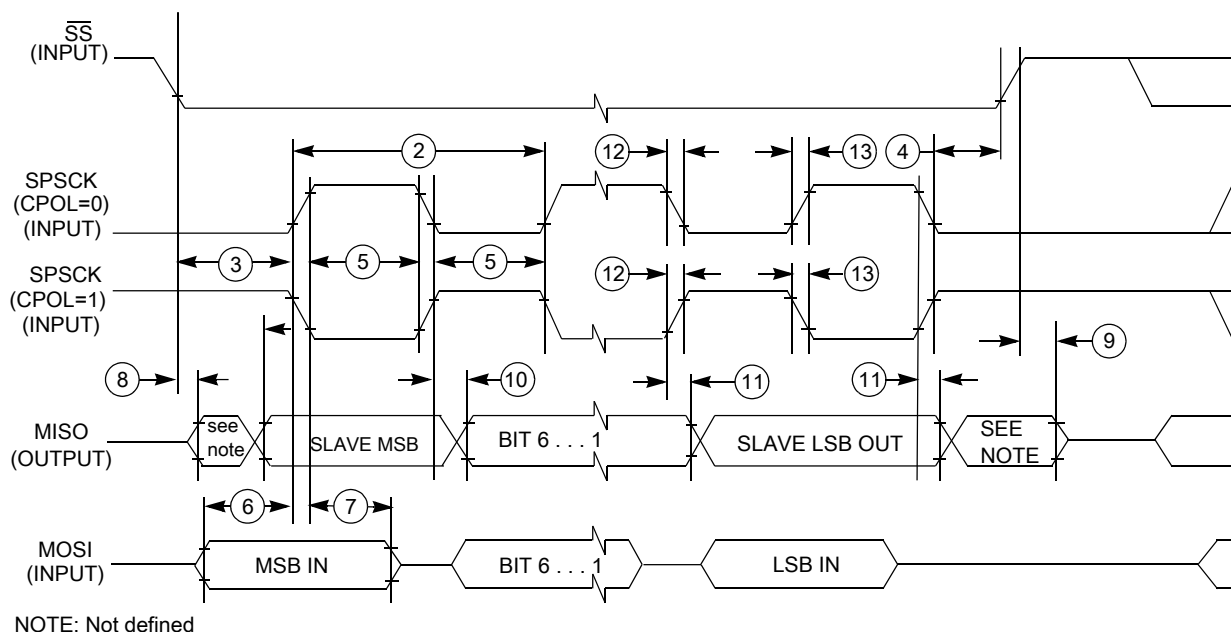 SS
(INPUT)
2
12
13
4
SPSCK
(CPOL=0)
(INPUT)
3
5
5
SPSCK
(CPOL=1)
(INPUT)
12
13
8
10
11
11
9
MISO
(OUTPUT)
see
note
SLAVE MSB
BIT 6 . . . 1
SLAVE LSB OUT
SEE
NOTE
6
7
MOSI
(INPUT)
MSB IN
BIT 6 . . . 1
LSB IN
NOTE: Not defined